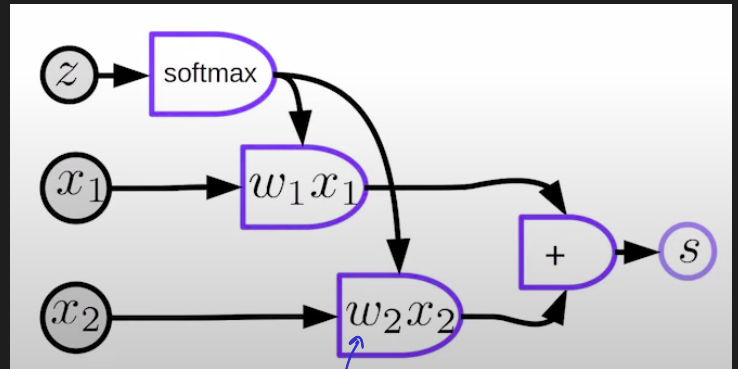 z
softmax
x₁
w₁x₁
+
s
x₂
w₂x₂